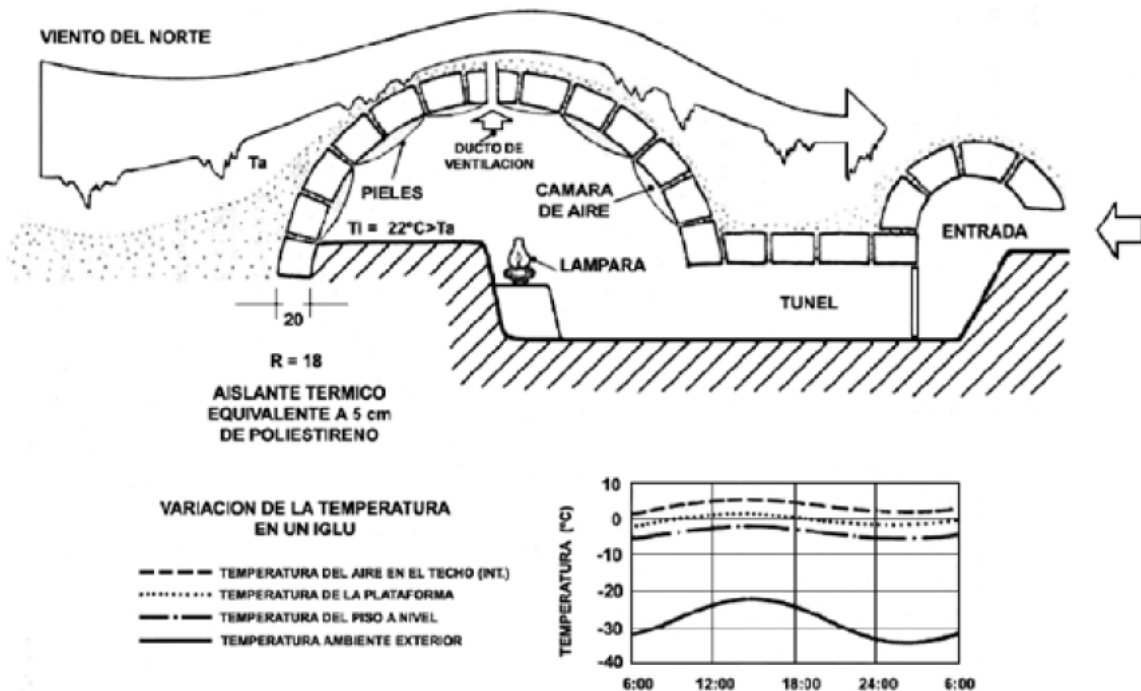 VIENTO DEL NORTE
Ta
DUCTO DE
VENTILACION
PIELES
CAMARA
DE AIRE
Ti = 22°C>Ta
ENTRADA
LAMPARA
TUNEL
20
R = 18
AISLANTE TERMICO
EQUIVALENTE A 5 cm
DE POLIESTIRENO
VARIACION DE LA TEMPERATURA
EN UN IGLU
TEMPERATURA DEL AIRE EN EL TECHO (INT.)
TEMPERATURA DE LA PLATAFORMA
TEMPERATURA DEL PISO A NIVEL
TEMPERATURA AMBIENTE EXTERIOR
TEMPERATURA (°C)
10
0
-10
-20
-30
-40
6:00 12:00 18:00 24:00 6:00